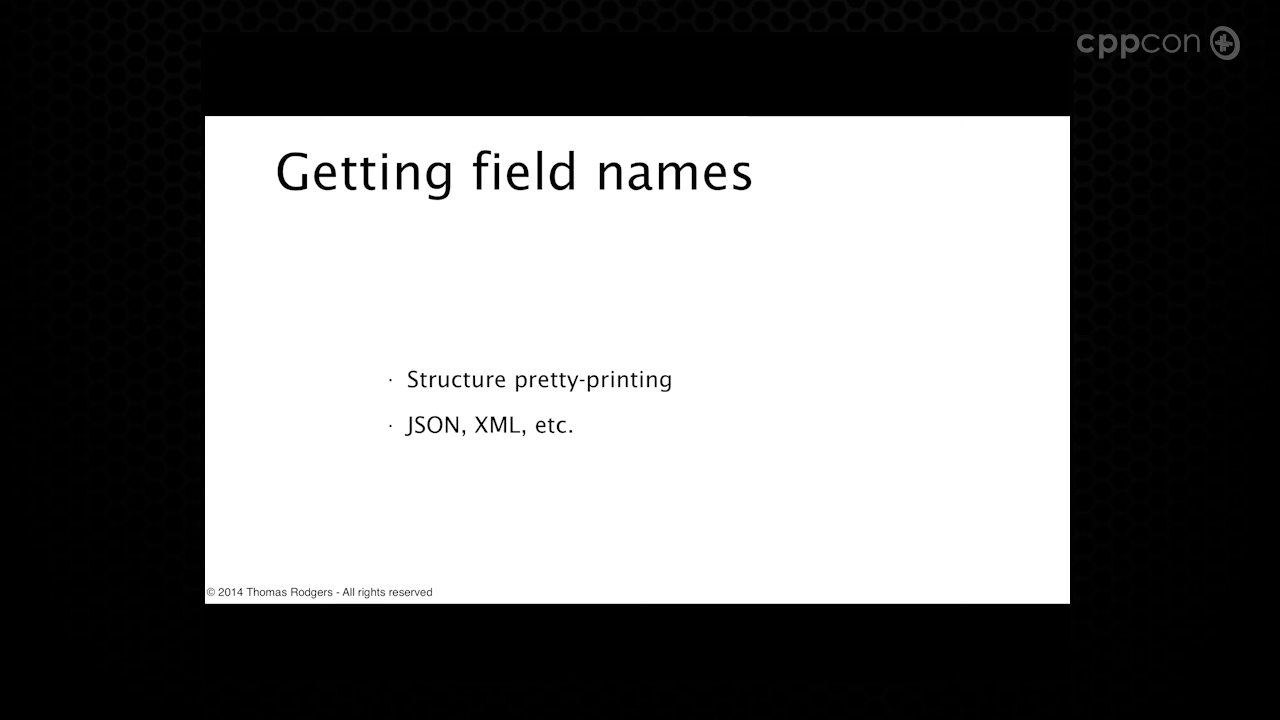 cppcon
Getting field names
· Structure pretty-printing
· JSON, XML, etc.
© 2014 Thomas Rodgers - All rights reserved